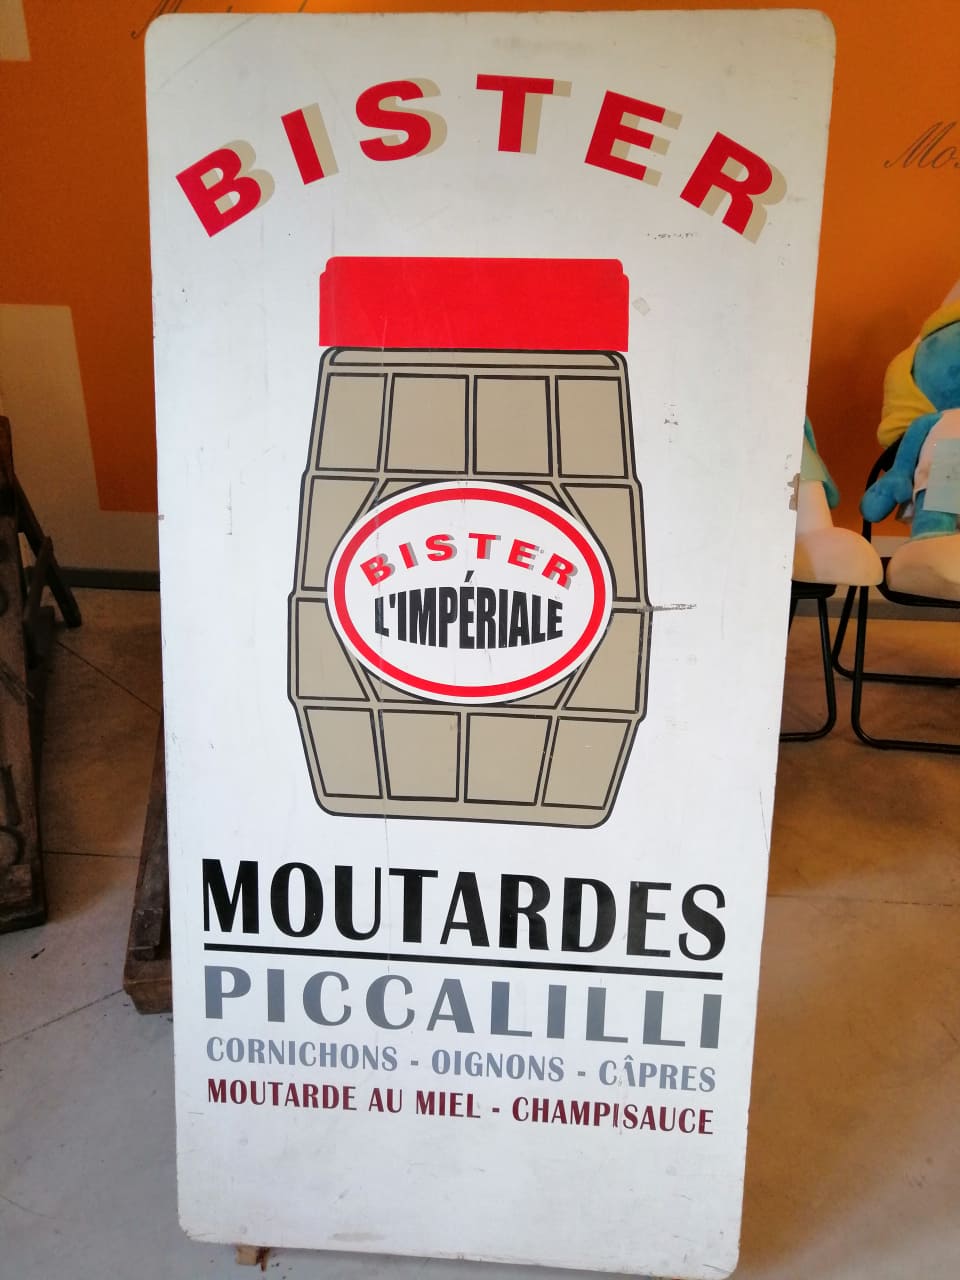 BISTER
BISTER
L'IMPÉRIALE
MOUTARDES
PICCALILLI
CORNICHONS - OIGNONS - CÂPRES
MOUTARDE AU MIEL - CHAMPISAUCE